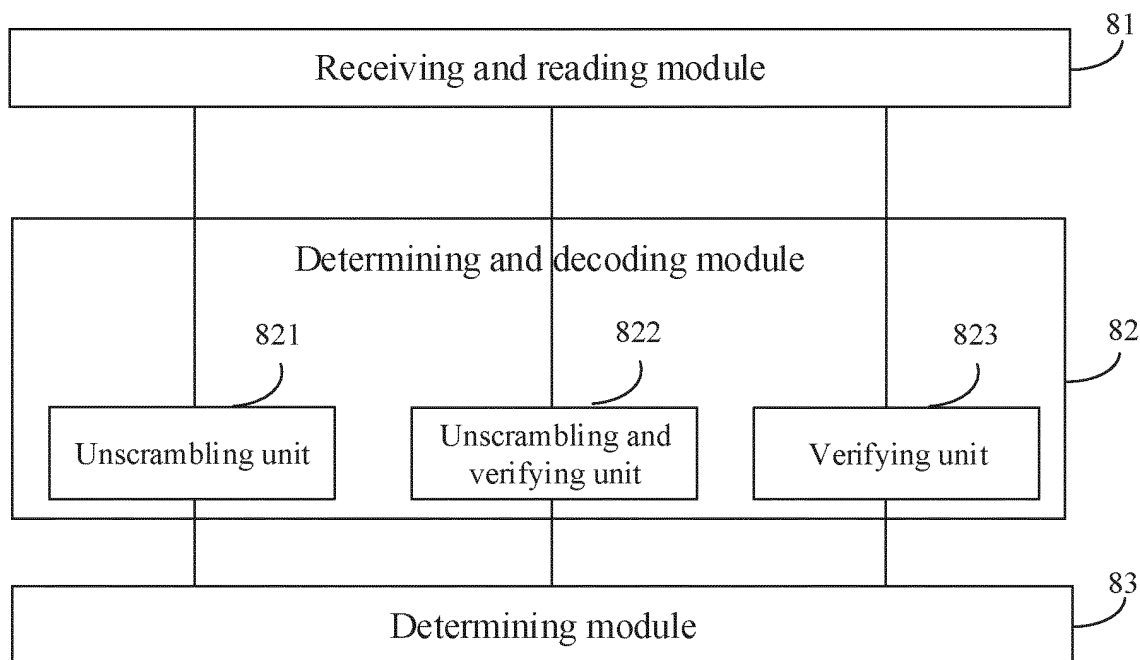 81
Receiving and reading module
Determining and decoding module
821
822
823
82
Unscrambling unit
Unscrambling and
verifying unit
Verifying unit
83
Determining module